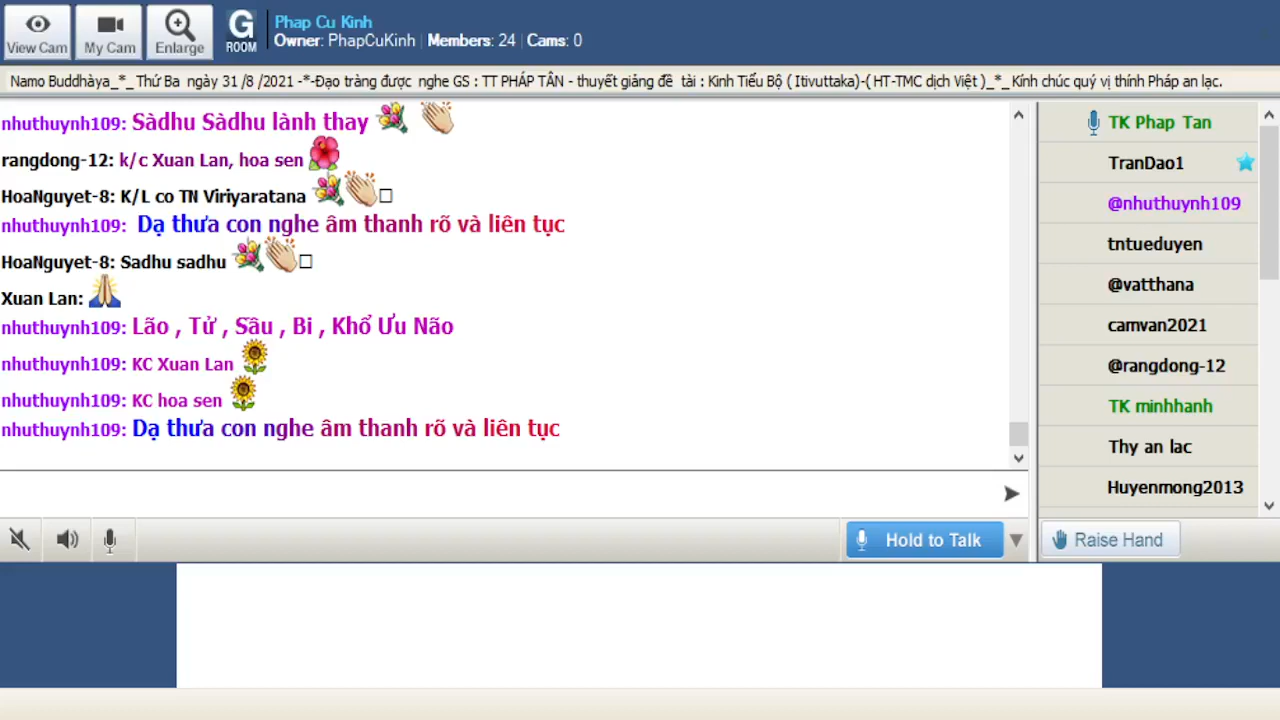 View Cam
My Cam
Enlarge
G
ROOM
Phap Cu Kinh
Owner: PhapCuKinh | Members: 24 | Cams: 0
Namo Buddhàya_*_ Thứ Ba ngày 31 /8 /2021 -*-Đạo tràng được nghe GS : TT PHÁP TÂN - thuyết giảng đề tài : Kinh Tiểu Bộ ( Itivuttaka)-( HT-TMC dịch Việt )_*_ Kính chúc quý vị thính Pháp an lạc.
nhuthuynh109: Sàdhu Sàdhu lành thay
rangdong-12: k/c Xuan Lan, hoa sen
HoaNguyet-8: K/L co TN Viriyaratana
nhuthuynh109: Dạ thưa con nghe âm thanh rõ và liên tục
HoaNguyet-8: Sadhu sadhu
Xuan Lan:
nhuthuynh109: Lão , Tử , Sầu , Bi , Khổ Ưu Não
nhuthuynh109: KC Xuan Lan
nhuthuynh109: KC hoa sen
nhuthuynh109: Dạ thưa con nghe âm thanh rõ và liên tục
TK Phap Tan
TranDao1
@nhuthuynh109
tntueduyen
@vatthana
camvan2021
@rangdong-12
TK minhhanh
Thy an lac
Huyenmong2013
Hold to Talk
Raise Hand